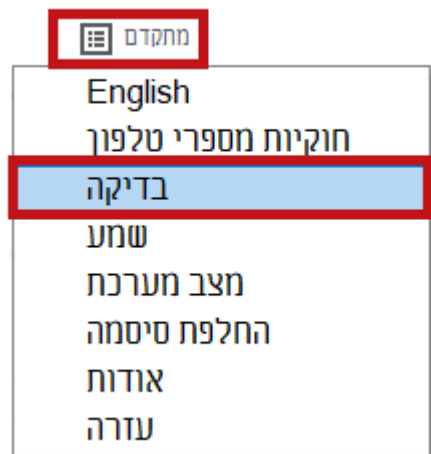 מתקדם
English
חוקיות מספרי טלפון
בדיקה
שמע
מצב מערכת
החלפת סיסמה
אודות
עזרה